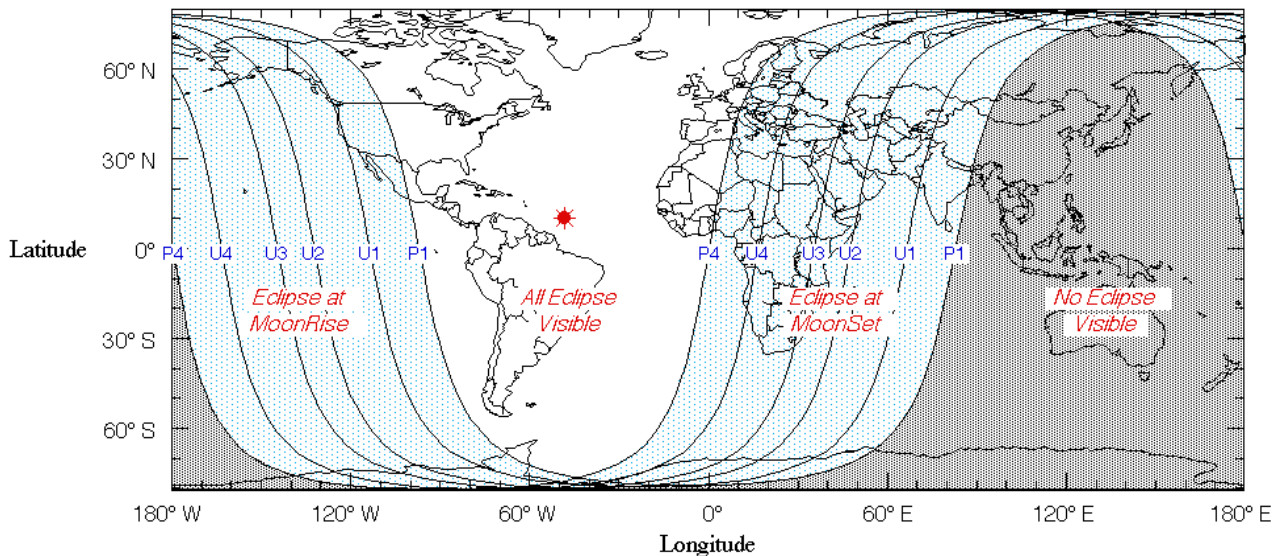 60° N
30° N
Latitude 0° P4 U4 U3 U2 U1 P1 P4 U4 U3 U2 U1 P1
Eclipse at All Eclipse Eclipse at No Eclipse
MoonRise Visible MoonSet Visible
30° S
60° S
180° W 120° W 60° W 0° 60° E 120° E 180° E
Longitude